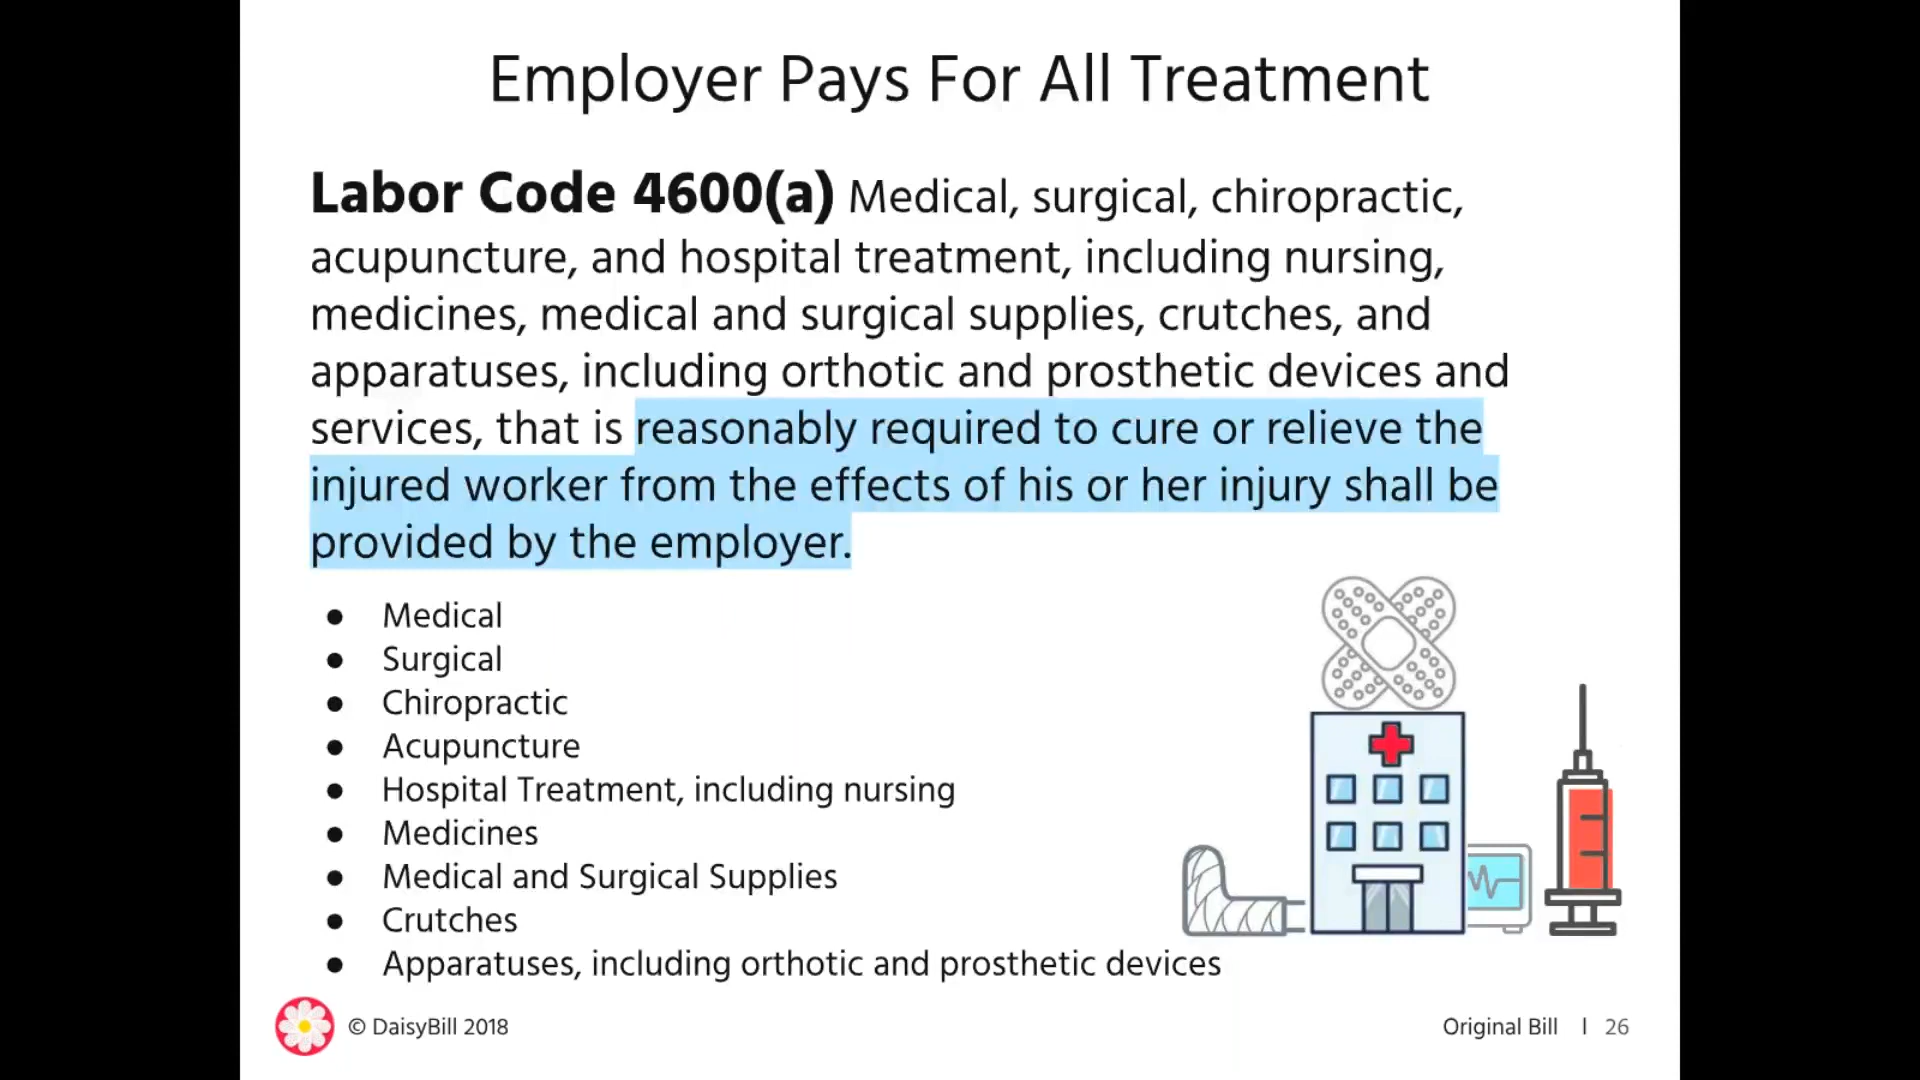 Employer Pays For All Treatment
Labor Code 4600(a) Medical, surgical, chiropractic,
acupuncture, and hospital treatment, including nursing,
medicines, medical and surgical supplies, crutches, and
apparatuses, including orthotic and prosthetic devices and
services, that is reasonably required to cure or relieve the
injured worker from the effects of his or her injury shall be
provided by the employer.
● Medical
● Surgical
● Chiropractic
● Acupuncture
● Hospital Treatment, including nursing
● Medicines
● Medical and Surgical Supplies
● Crutches
● Apparatuses, including orthotic and prosthetic devices
© DaisyBill 2018
Original Bill | 26